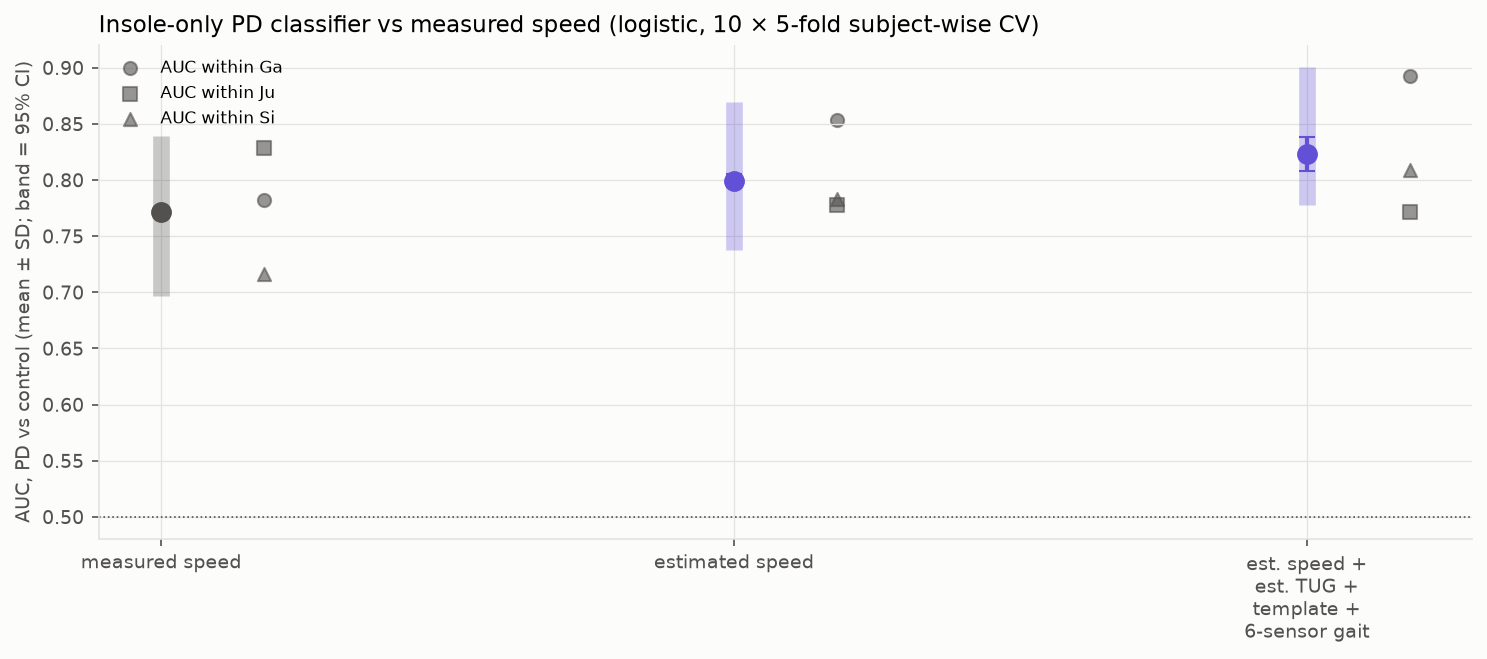 Insole-only PD classifier vs measured speed (logistic, 10 × 5-fold subject-wise CV)
AUC, PD vs control (mean ± SD; band = 95% CI)
0.90
0.85
0.80
0.75
0.70
0.65
0.60
0.55
0.50
AUC within Ga
AUC within Ju
AUC within Si
measured speed
estimated speed
est. speed +
est. TUG +
template +
6-sensor gait